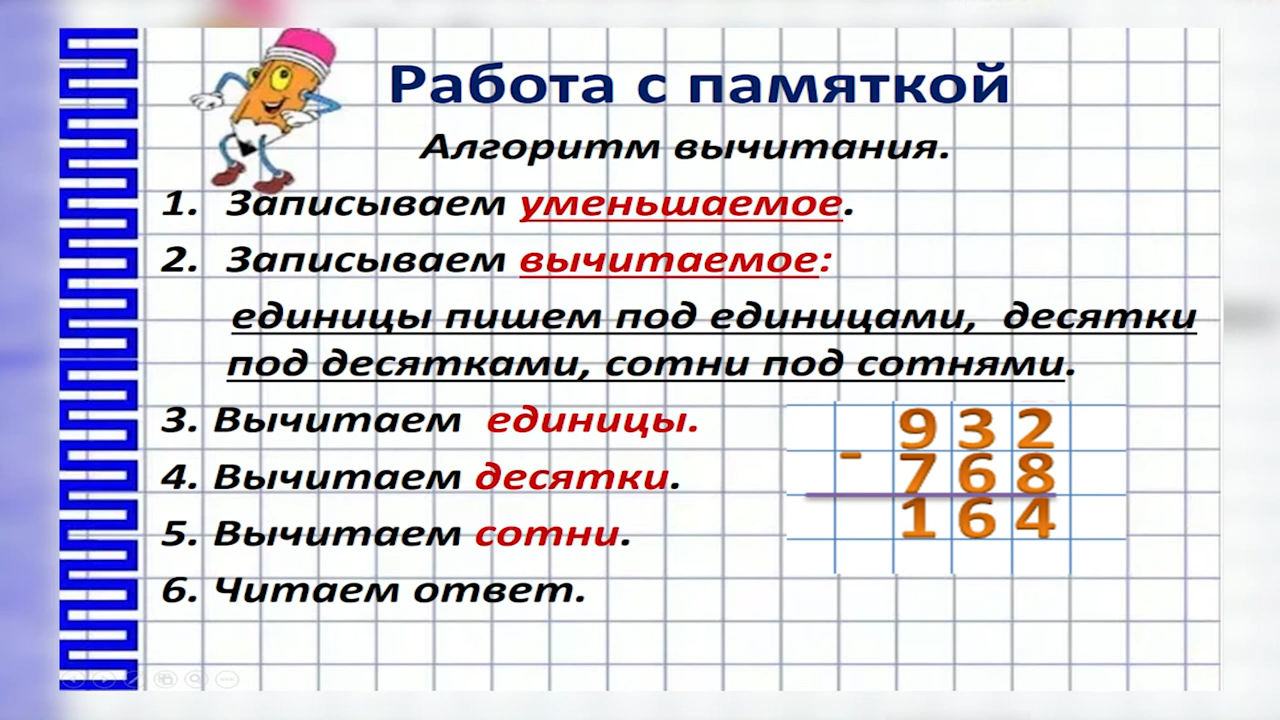 Работа с памяткой
Алгоритм вычитания.
1. Записываем уменьшаемое.
2. Записываем вычитаемое:
единицы пишем под единицами, десятки
под десятками, сотни под сотнями.
3. Вычитаем единицы.
4. Вычитаем десятки.
5. Вычитаем сотни.
6. Читаем ответ.
932
-
768
164